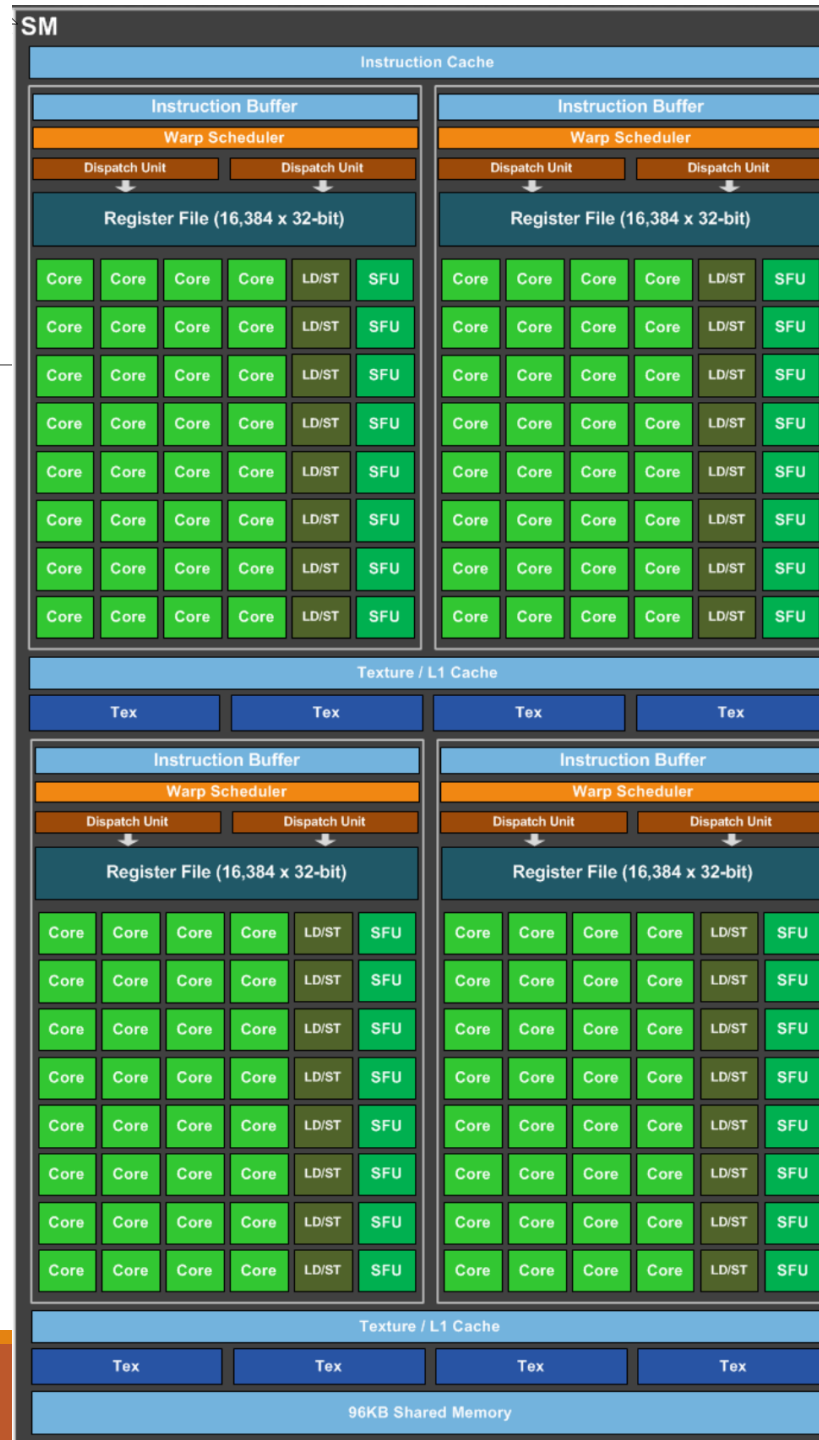 SM
Instruction Cache
Instruction Buffer Instruction Buffer
Warp Scheduler Warp Scheduler
Dispatch Unit Dispatch Unit Dispatch Unit Dispatch Unit
Register File (16,384 x 32-bit) Register File (16,384 x 32-bit)
Core Core Core Core LD/ST SFU Core Core Core Core LD/ST SFU
Core Core Core Core LD/ST SFU Core Core Core Core LD/ST SFU
Core Core Core Core LD/ST SFU Core Core Core Core LD/ST SFU
Core Core Core Core LD/ST SFU Core Core Core Core LD/ST SFU
Core Core Core Core LD/ST SFU Core Core Core Core LD/ST SFU
Core Core Core Core LD/ST SFU Core Core Core Core LD/ST SFU
Core Core Core Core LD/ST SFU Core Core Core Core LD/ST SFU
Core Core Core Core LD/ST SFU Core Core Core Core LD/ST SFU
Texture / L1 Cache
Tex Tex Tex Tex
Instruction Buffer Instruction Buffer
Warp Scheduler Warp Scheduler
Dispatch Unit Dispatch Unit Dispatch Unit Dispatch Unit
Register File (16,384 x 32-bit) Register File (16,384 x 32-bit)
Core Core Core Core LD/ST SFU Core Core Core Core LD/ST SFU
Core Core Core Core LD/ST SFU Core Core Core Core LD/ST SFU
Core Core Core Core LD/ST SFU Core Core Core Core LD/ST SFU
Core Core Core Core LD/ST SFU Core Core Core Core LD/ST SFU
Core Core Core Core LD/ST SFU Core Core Core Core LD/ST SFU
Core Core Core Core LD/ST SFU Core Core Core Core LD/ST SFU
Core Core Core Core LD/ST SFU Core Core Core Core LD/ST SFU
Core Core Core Core LD/ST SFU Core Core Core Core LD/ST SFU
Texture / L1 Cache
Tex Tex Tex Tex
96KB Shared Memory